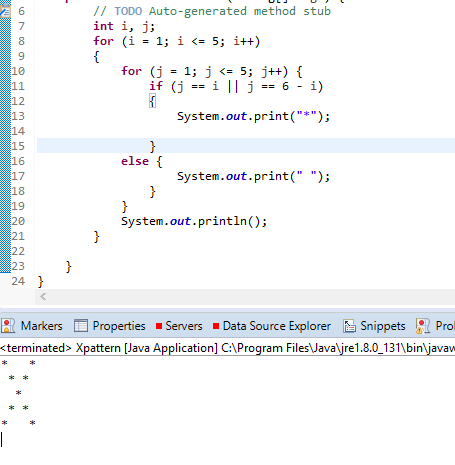 6 // TODO Auto-generated method stub
7 int i, j;
8 for (i = 1; i <= 5; i++)
9 {
10 for (j = 1; j <= 5; j++) {
11 if (j == i || j == 6 - i)
12 {
13 System.out.print("*");
14
15 }
16 else {
17 System.out.print(" ");
18 }
19 }
20 System.out.println();
21 }
22
23 }
24 }
Markers Properties Servers Data Source Explorer Snippets
<terminated> Xpattern [Java Application] C:\Program Files\Java\jre1.8.0_131\bin\javaw
*   *
 * *
  *
 * *
*   *